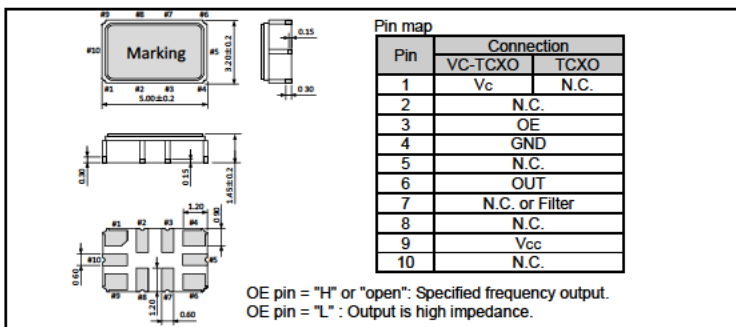 #9 #8 #7 #6
#10 Marking #5
#1 #2 #3 #4
5.00±0.2
3.20±0.2
0.15
0.30
0.30
0.15
1.45±0.2
1.20
0.90
#1 #2 #3 #4
#10 #5
0.60
#9 #8 #7 #6
1.20
0.60
Pin map
Pin Connection
VC-TCXO TCXO
1 Vc N.C.
2 N.C.
3 OE
4 GND
5 N.C.
6 OUT
7 N.C. or Filter
8 N.C.
9 Vcc
10 N.C.
OE pin = "H" or "open": Specified frequency output.
OE pin = "L" : Output is high impedance.